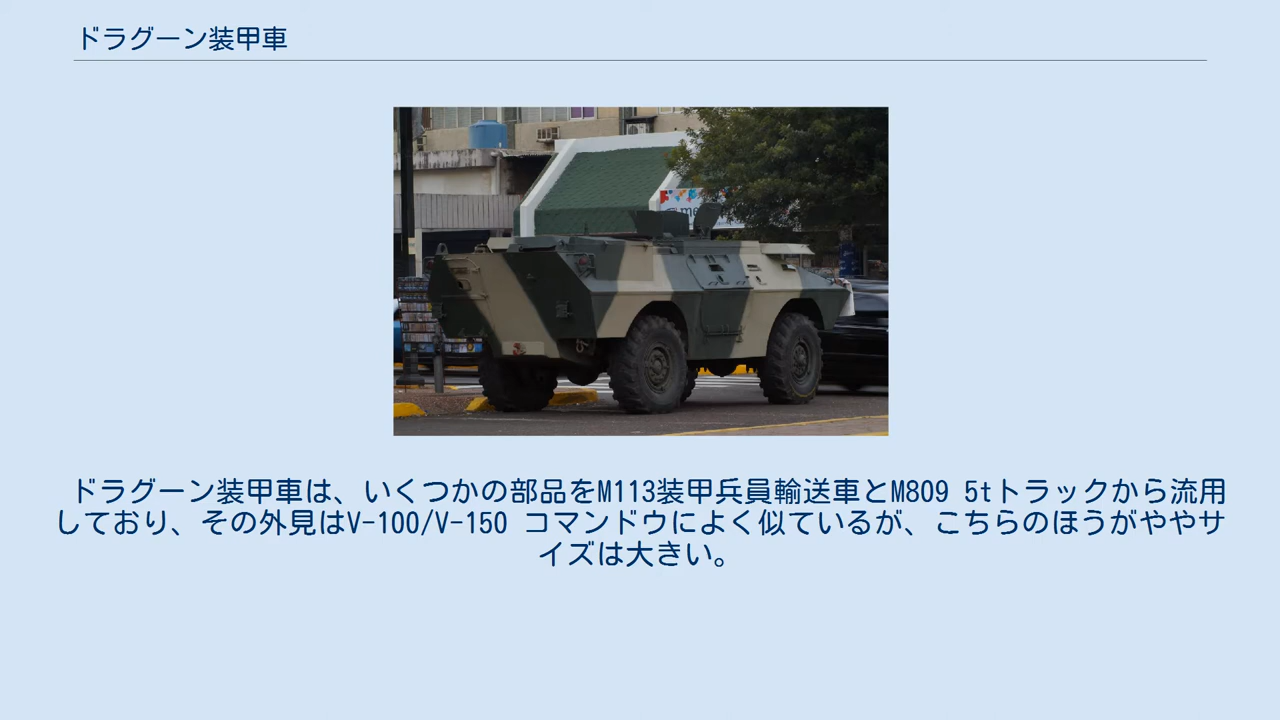 ドラグーン装甲車
ドラグーン装甲車は、いくつかの部品をM113装甲兵員輸送車とM809 5tトラックから流用
しており、その外見はV-100/V-150 コマンドウによく似ているが、こちらのほうがややサ
イズは大きい。